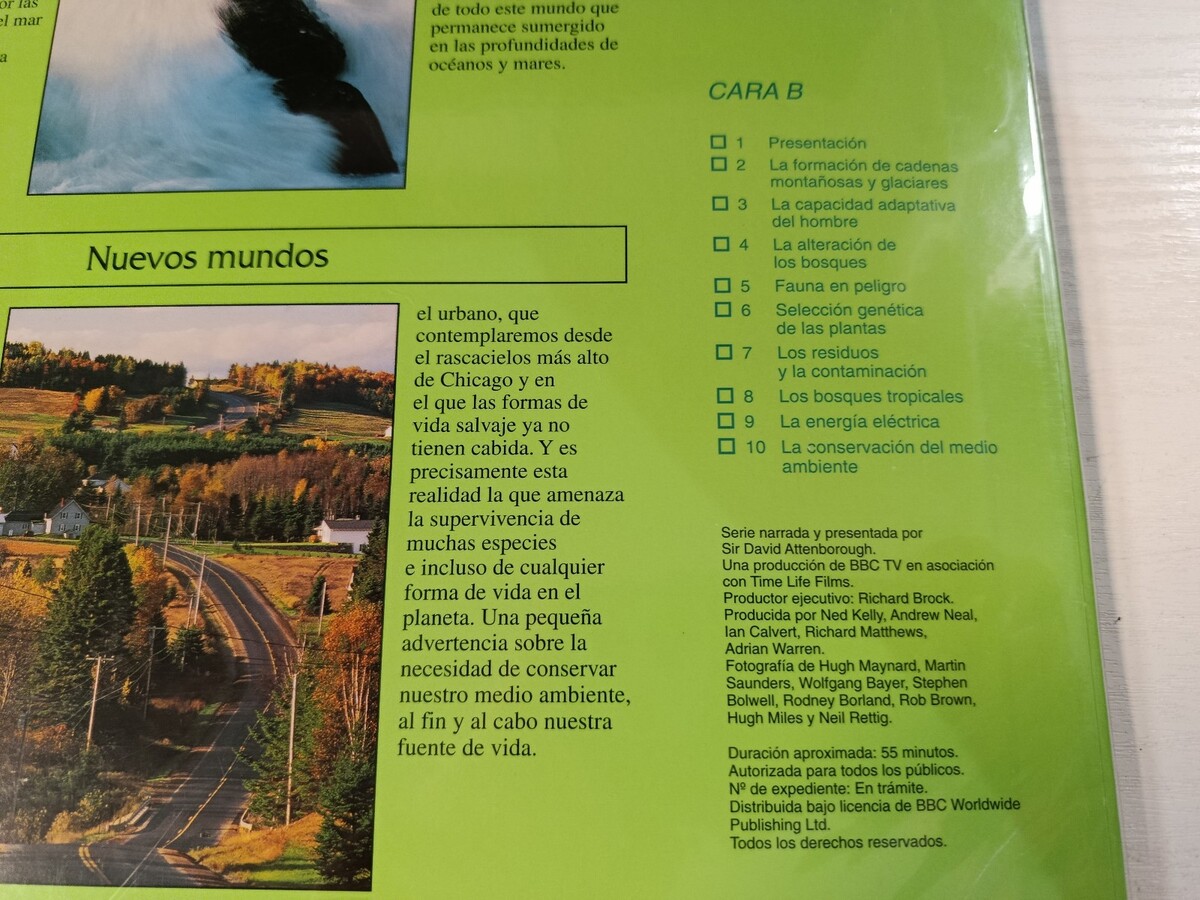 por las
el mar
a
de todo este mundo que
permanece sumergido
en las profundidades de
océanos y mares.
Nuevos mundos
el urbano, que
contemplaremos desde
el rascacielos más alto
de Chicago y en
el que las formas de
vida salvaje ya no
tienen cabida. Y es
precisamente esta
realidad la que amenaza
la supervivencia de
muchas especies
e incluso de cualquier
forma de vida en el
planeta. Una pequeña
advertencia sobre la
necesidad de conservar
nuestro medio ambiente,
al fin y al cabo nuestra
fuente de vida.
CARA B
1 Presentación
2 La formación de cadenas
montañosas y glaciares
3 La capacidad adaptativa
del hombre
4 La alteración de
los bosques
5 Fauna en peligro
6 Selección genética
de las plantas
7 Los residuos
y la contaminación
8 Los bosques tropicales
9 La energía eléctrica
10 La conservación del medio
ambiente
Serie narrada y presentada por
Sir David Attenborough.
Una producción de BBC TV en asociación
con Time Life Films.
Productor ejecutivo: Richard Brock.
Producida por Ned Kelly, Andrew Neal,
Ian Calvert, Richard Matthews,
Adrian Warren.
Fotografía de Hugh Maynard, Martin
Saunders, Wolfgang Bayer, Stephen
Bolwell, Rodney Borland, Rob Brown,
Hugh Miles y Neil Rettig.
Duración aproximada: 55 minutos.
Autorizada para todos los públicos.
Nº de expediente: En trámite.
Distribuida bajo licencia de BBC Worldwide
Publishing Ltd.
Todos los derechos reservados.